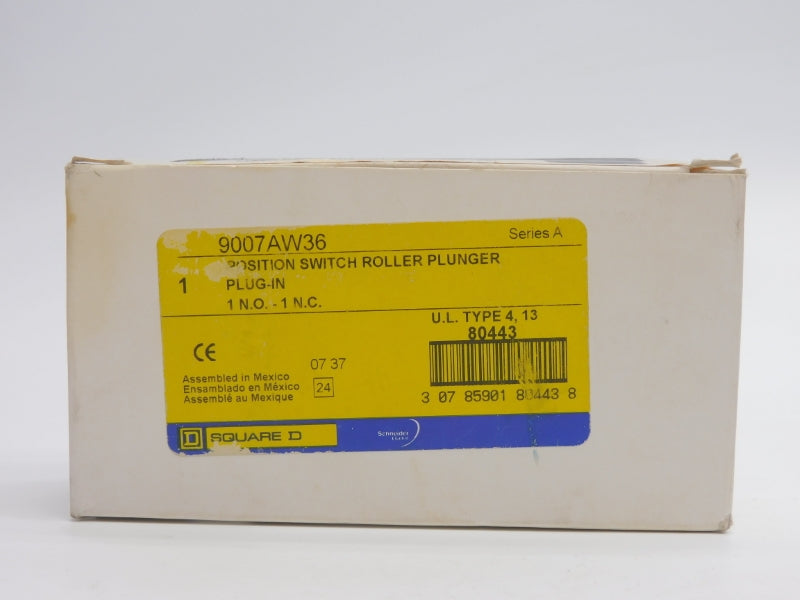 9007AW36 Series A
1 POSITION SWITCH ROLLER PLUNGER
PLUG-IN
1 N.O. - 1 N.C.
U.L. TYPE 4, 13
80443
CE
07 37
Assembled in Mexico
Ensamblado en México 24
Assemblé au Mexique
3 07 85901 80443 8
D SQUARE D
Schneider Electric